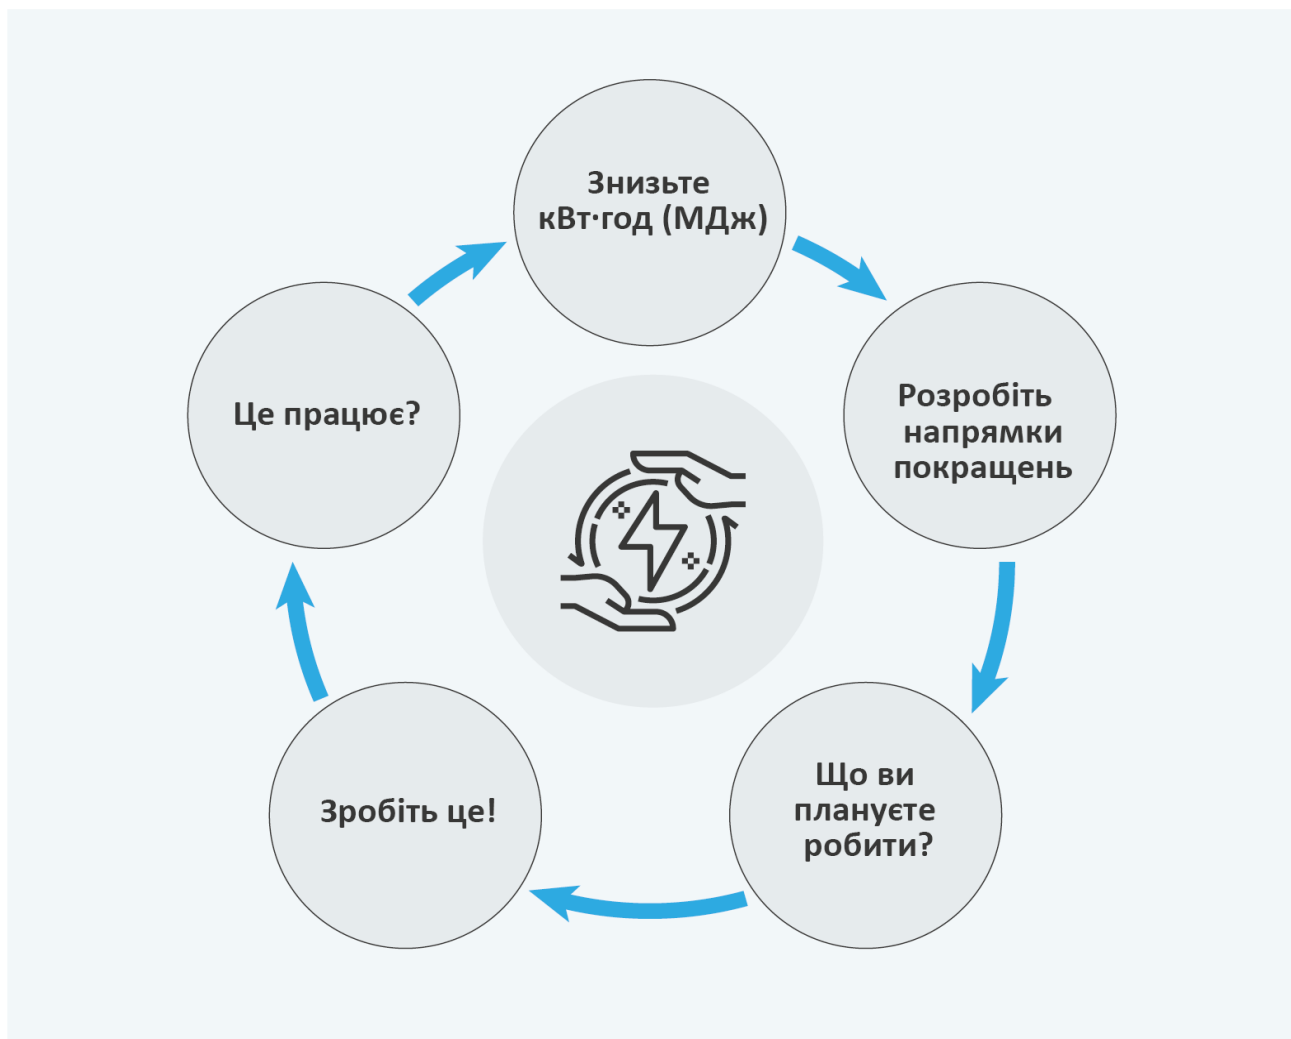 Знизьте
кВт·год (МДж)
Розробіть
напрямки
покращень
Що ви
плануєте
робити?
Зробіть це!
Це працює?